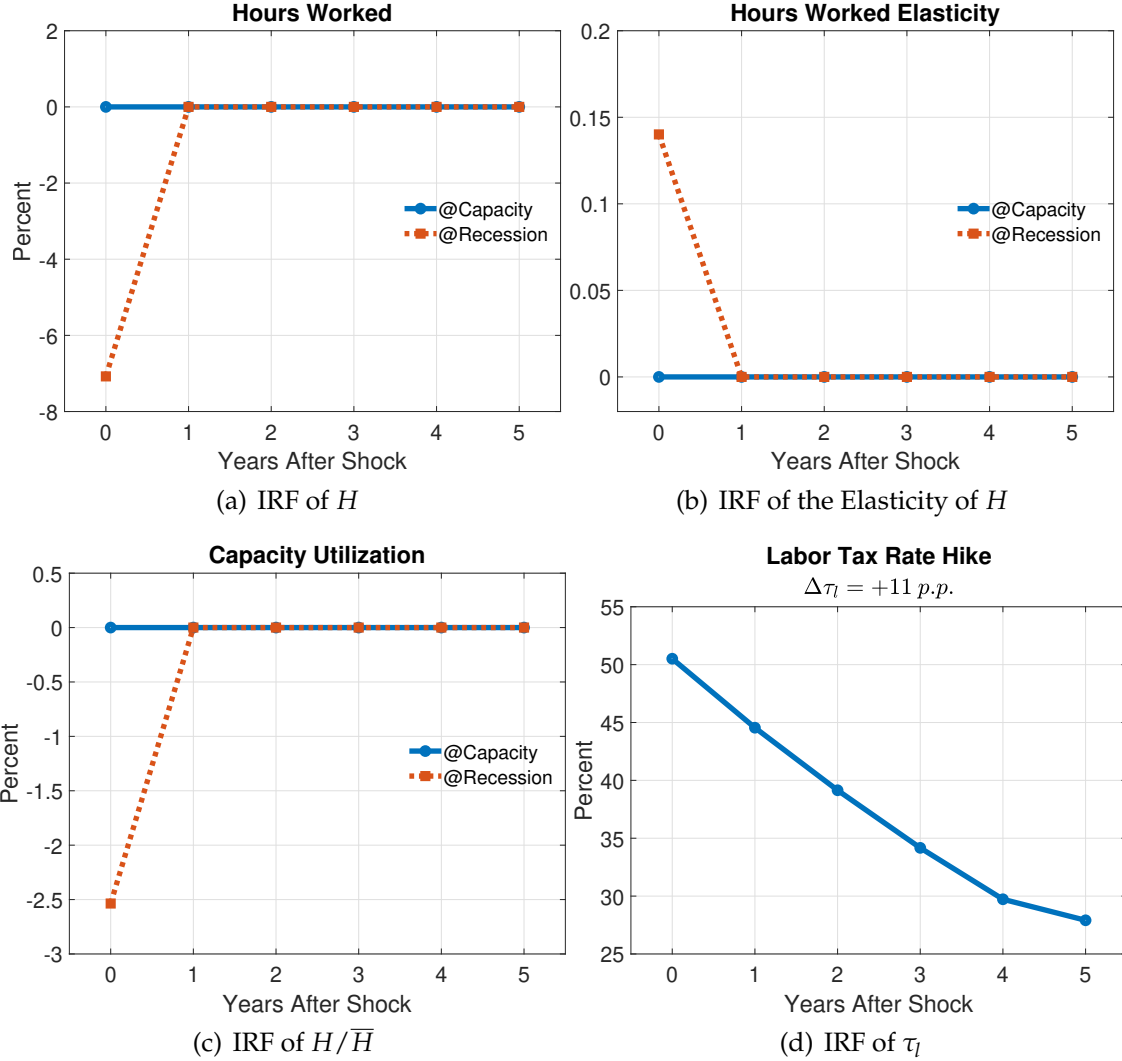 Hours Worked
2
0
-2
-4
-6
-8
Percent
@Capacity
@Recession
0 1 2 3 4 5
Years After Shock
(a) IRF of H
Hours Worked Elasticity
0.2
0.15
0.1
0.05
0
@Capacity
@Recession
0 1 2 3 4 5
Years After Shock
(b) IRF of the Elasticity of H
Capacity Utilization
0.5
0
-0.5
-1
-1.5
-2
-2.5
-3
Percent
@Capacity
@Recession
0 1 2 3 4 5
Years After Shock
(c) IRF of H/H̅
Labor Tax Rate Hike
Δτₗ = +11 p.p.
55
50
45
40
35
30
25
Percent
0 1 2 3 4 5
Years After Shock
(d) IRF of τₗ